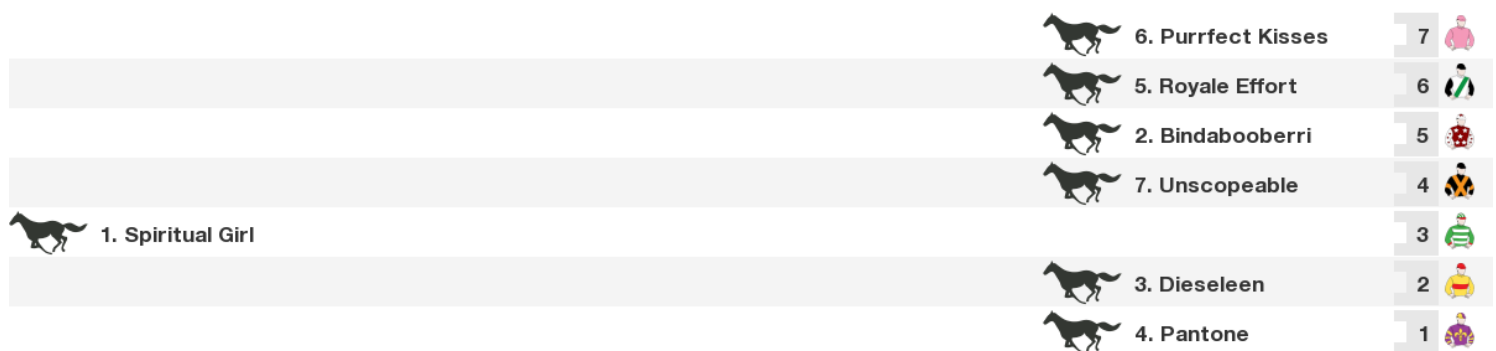 6. Purrfect Kisses 7
5. Royale Effort 6
2. Bindabooberri 5
7. Unscopeable 4
1. Spiritual Girl 3
3. Dieseleen 2
4. Pantone 1